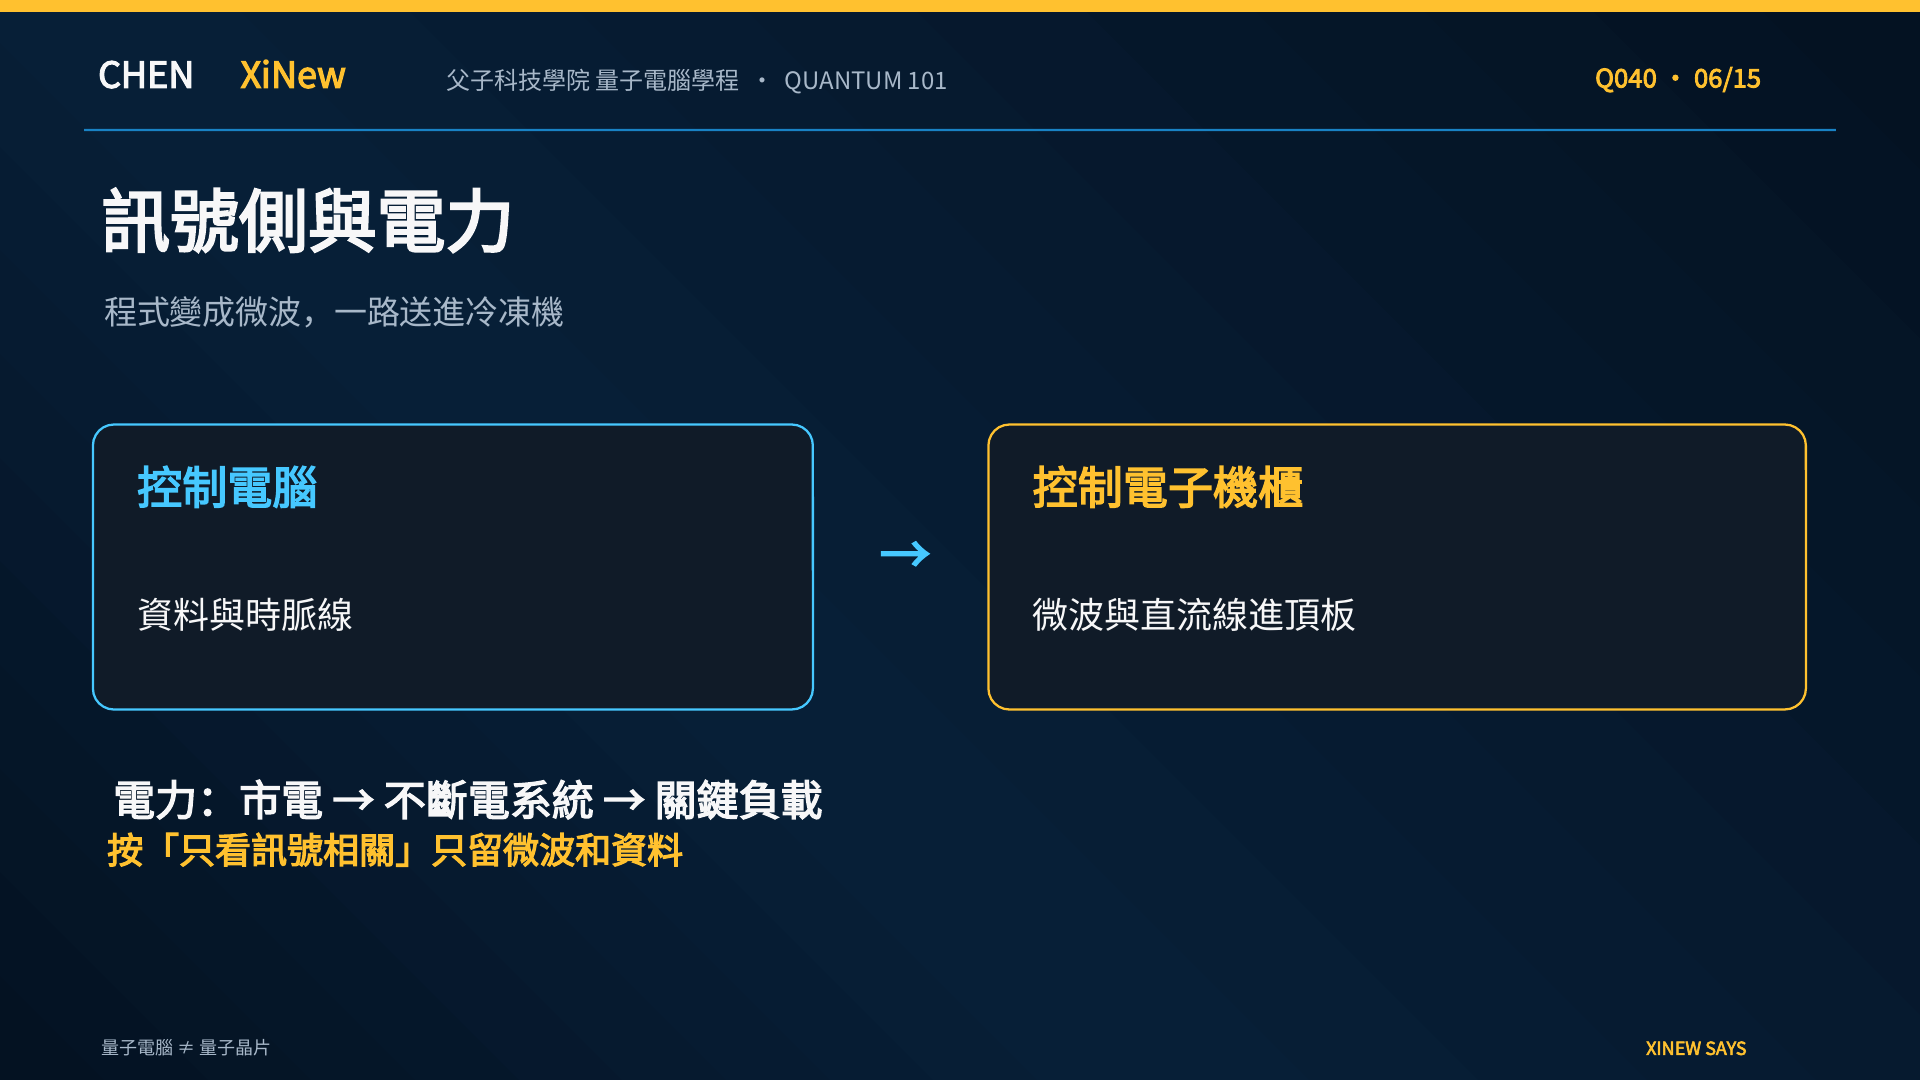 CHEN XiNew 父子科技學院 量子電腦學程 • QUANTUM 101 Q040 • 06/15
訊號側與電力
程式變成微波，一路送進冷凍機
控制電腦
資料與時脈線
→
控制電子機櫃
微波與直流線進頂板
電力：市電 → 不斷電系統 → 關鍵負載
按「只看訊號相關」只留微波和資料
量子電腦 ≠ 量子晶片
XINEW SAYS